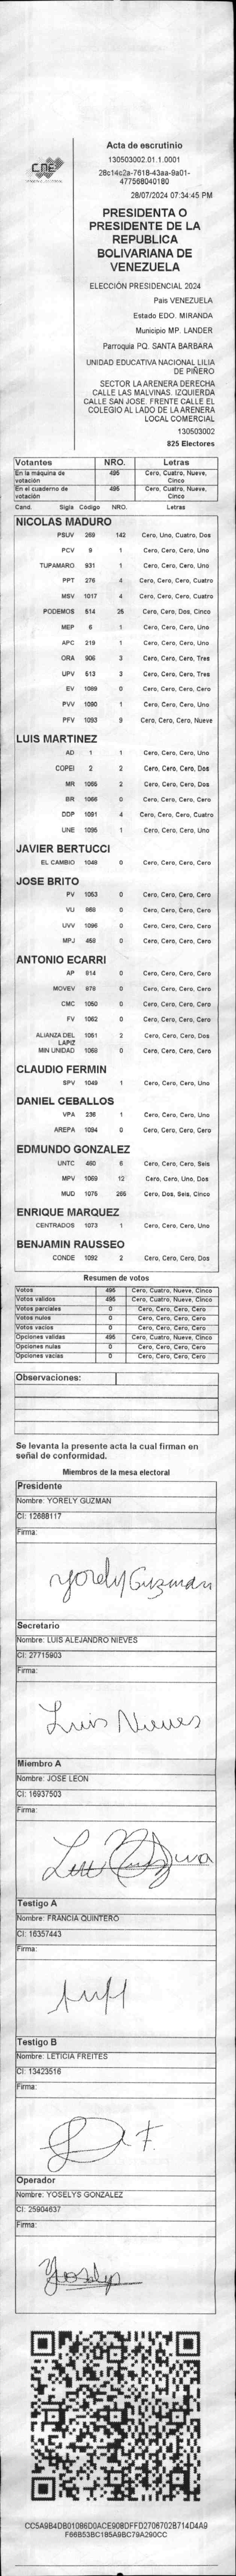 CNE
Acta de escrutinio
130503002.01.1.0001
28c14c2a-7618-43aa-9a01-
477568040180
28/07/2024 07:34:45 PM
PRESIDENTA O
PRESIDENTE DE LA
REPUBLICA
BOLIVARIANA DE
VENEZUELA
ELECCIÓN PRESIDENCIAL 2024
Pais VENEZUELA
Estado EDO. MIRANDA
Municipio MP. LANDER
Parroquia PQ. SANTA BARBARA
UNIDAD EDUCATIVA NACIONAL LILIA
DE PIÑERO
SECTOR LA ARENERA DERECHA
CALLE LAS MALVINAS. IZQUIERDA
CALLE SAN JOSE. FRENTE CALLE EL
COLEGIO AL LADO DE LA ARENERA
LOCAL COMERCIAL
130503002
825 Electores
Votantes NRO. Letras
En la máquina de votación 495 Cero, Cuatro, Nueve, Cinco
En el cuaderno de votación 495 Cero, Cuatro, Nueve, Cinco
Cand. Sigla Código NRO. Letras
NICOLAS MADURO
PSUV 269 142 Cero, Uno, Cuatro, Dos
PCV 9 1 Cero, Cero, Cero, Uno
TUPAMARO 931 1 Cero, Cero, Cero, Uno
PPT 276 4 Cero, Cero, Cero, Cuatro
MSV 1017 4 Cero, Cero, Cero, Cuatro
PODEMOS 514 25 Cero, Cero, Dos, Cinco
MEP 6 1 Cero, Cero, Cero, Uno
APC 219 1 Cero, Cero, Cero, Uno
ORA 906 3 Cero, Cero, Cero, Tres
UPV 513 3 Cero, Cero, Cero, Tres
EV 1089 0 Cero, Cero, Cero, Cero
PVV 1090 1 Cero, Cero, Cero, Uno
PFV 1093 9 Cero, Cero, Cero, Nueve
LUIS MARTINEZ
AD 1 1 Cero, Cero, Cero, Uno
COPEI 2 2 Cero, Cero, Cero, Dos
MR 1065 2 Cero, Cero, Cero, Dos
BR 1066 0 Cero, Cero, Cero, Cero
DDP 1091 4 Cero, Cero, Cero, Cuatro
UNE 1095 1 Cero, Cero, Cero, Uno
JAVIER BERTUCCI
EL CAMBIO 1048 0 Cero, Cero, Cero, Cero
JOSE BRITO
PV 1053 0 Cero, Cero, Cero, Cero
VU 868 0 Cero, Cero, Cero, Cero
UVV 1096 0 Cero, Cero, Cero, Cero
MPJ 458 0 Cero, Cero, Cero, Cero
ANTONIO ECARRI
AP 814 0 Cero, Cero, Cero, Cero
MOVEV 878 0 Cero, Cero, Cero, Cero
CMC 1050 0 Cero, Cero, Cero, Cero
FV 1062 0 Cero, Cero, Cero, Cero
ALIANZA DEL LAPIZ 1051 2 Cero, Cero, Cero, Dos
MIN UNIDAD 1058 0 Cero, Cero, Cero, Cero
CLAUDIO FERMIN
SPV 1049 1 Cero, Cero, Cero, Uno
DANIEL CEBALLOS
VPA 236 1 Cero, Cero, Cero, Uno
AREPA 1094 0 Cero, Cero, Cero, Cero
EDMUNDO GONZALEZ
UNTC 460 6 Cero, Cero, Cero, Seis
MPV 1069 12 Cero, Cero, Uno, Dos
MUD 1075 265 Cero, Dos, Seis, Cinco
ENRIQUE MARQUEZ
CENTRADOS 1073 1 Cero, Cero, Cero, Uno
BENJAMIN RAUSSEO
CONDE 1092 2 Cero, Cero, Cero, Dos
Resumen de votos
Votos 495 Cero, Cuatro, Nueve, Cinco
Votos validos 495 Cero, Cuatro, Nueve, Cinco
Votos parciales 0 Cero, Cero, Cero, Cero
Votos nulos 0 Cero, Cero, Cero, Cero
Votos vacios 0 Cero, Cero, Cero, Cero
Opciones validas 495 Cero, Cuatro, Nueve, Cinco
Opciones nulas 0 Cero, Cero, Cero, Cero
Opciones vacias 0 Cero, Cero, Cero, Cero
Observaciones:
Se levanta la presente acta la cual firman en
señal de conformidad.
Miembros de la mesa electoral
Presidente
Nombre: YORELY GUZMAN
CI: 12688117
Firma:
Yorely Guzman
Secretario
Nombre: LUIS ALEJANDRO NIEVES
CI: 27715903
Firma:
Luis Nieves
Miembro A
Nombre: JOSE LEON
CI: 16937503
Firma:
Testigo A
Nombre: FRANCIA QUINTERO
CI: 16357443
Firma:
Testigo B
Nombre: LETICIA FREITES
CI: 13423516
Firma:
Operador
Nombre: YOSELYS GONZALEZ
CI: 25904637
Firma:
CC5A9B4DB01086D0ACE908DFFD2706702B714D4A9
F66B53BC185A9BC79A290CC